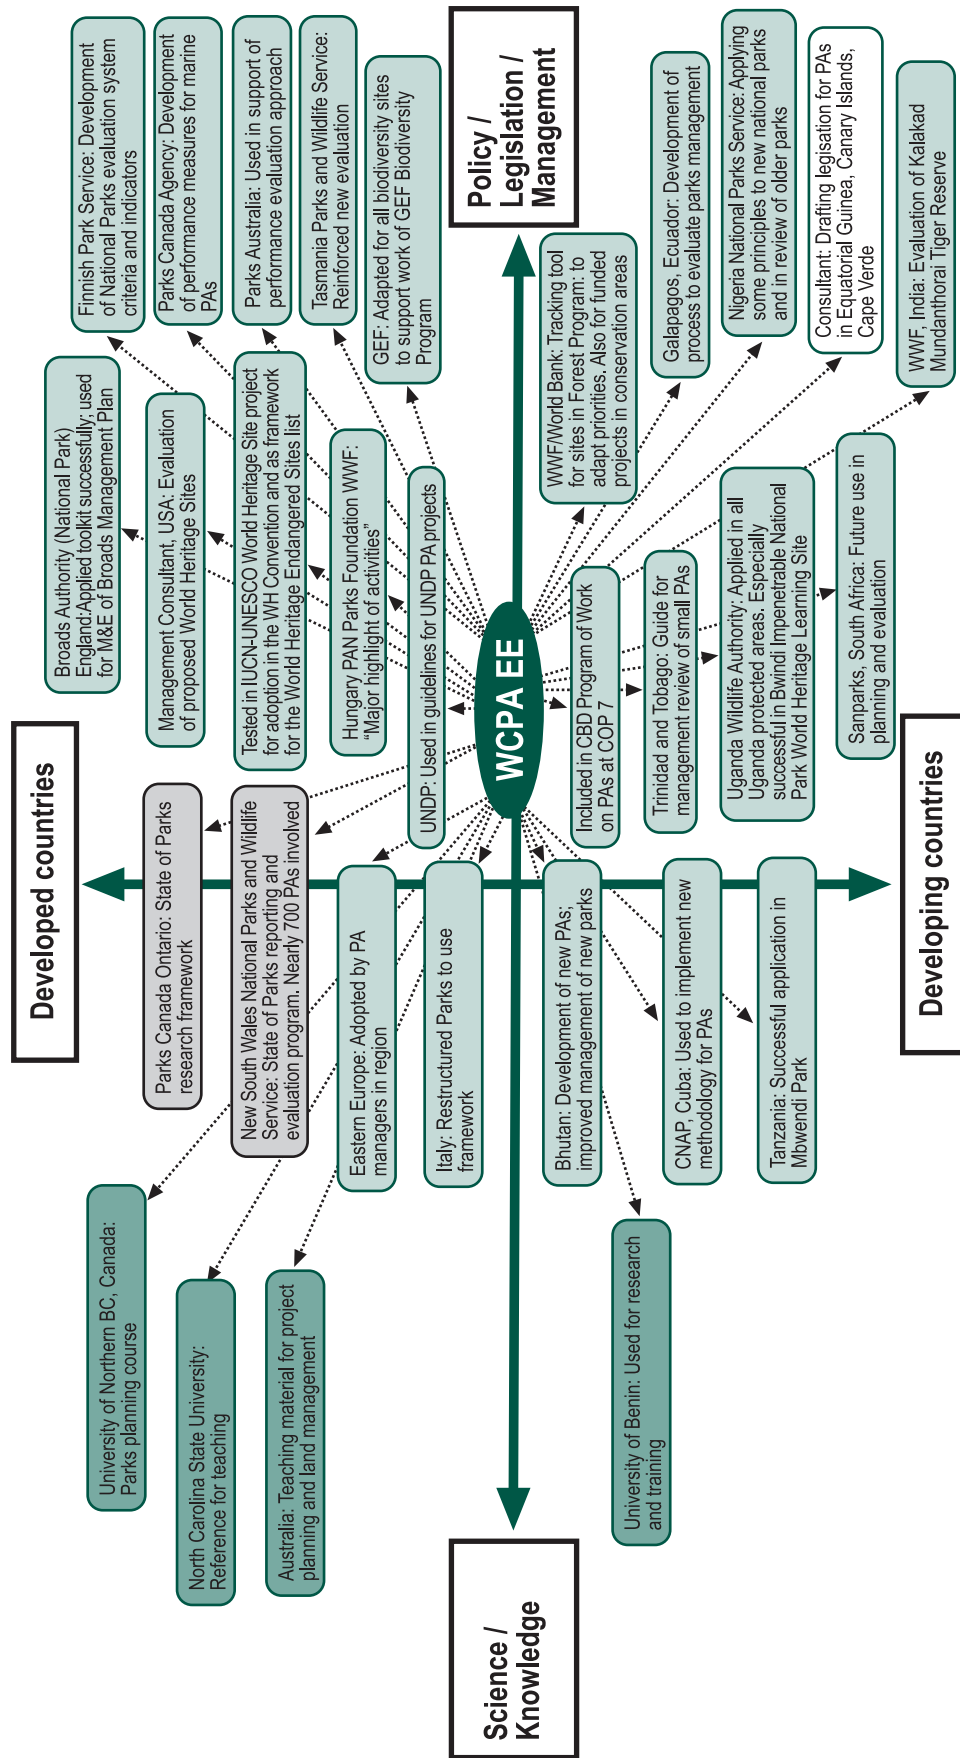 Developed countries
Broads Authority (National Park)
England:Applied toolkit successfully; used
for M&E of Broads Management Plan
Finnish Park Service: Development
of National Parks evaluation system
criteria and indicators
Management Consultant, USA: Evaluation
of proposed World Heritage Sites
Parks Canada Agency: Development
of performance measures for marine
PAs
University of Northern BC, Canada:
Parks planning course
Parks Canada Ontario: State of Parks
research framework
North Carolina State University:
Reference for teaching
New South Wales National Parks and Wildlife
Service: State of Parks reporting and
evaluation program. Nearly 700 PAs involved
Tested in IUCN-UNESCO World Heritage Site project
for adoption in the WH Convention and as framework
for the World Heritage Endangered Sites list
Parks Australia: Used in support of
performance evaluation approach
Australia: Teaching material for project
planning and land management
Eastern Europe: Adopted by PA
managers in region
Hungary PAN Parks Foundation WWF:
“Major highlight of activities”
Tasmania Parks and Wildlife Service:
Reinforced new evaluation
Italy: Restructured Parks to use
framework
UNDP: Used in guidelines for UNDP PA projects
GEF: Adapted for all biodiversity sites
to support work of GEF Biodiversity
Program
Science /
Knowledge
WCPA EE
Policy /
Legislation /
Management
Bhutan: Development of new PAs;
improved management of new parks
Included in CBD Program of Work
on PAs at COP 7
WWF/World Bank: Tracking tool
for sites in Forest Program: to
adapt priorities. Also for funded
projects in conservation areas
University of Benin: Used for research
and training
CNAP, Cuba: Used to implement new
methodology for PAs
Trinidad and Tobago: Guide for
management review of small PAs
Galapagos, Ecuador: Development of
process to evaluate parks management
Tanzania: Successful application in
Mbwendi Park
Uganda Wildlife Authority: Applied in all
Uganda protected areas. Especially
successful in Bwindi Impenetrable National
Park World Heritage Learning Site
Nigeria National Parks Service: Applying
some principles to new national parks
and in review of older parks
Sanparks, South Africa: Future use in
planning and evaluation
Consultant: Drafting legisation for PAs
in Equatorial Guinea, Canary Islands,
Cape Verde
WWF, India: Evaluation of Kalakad
Mundanthorai Tiger Reserve
Developing countries